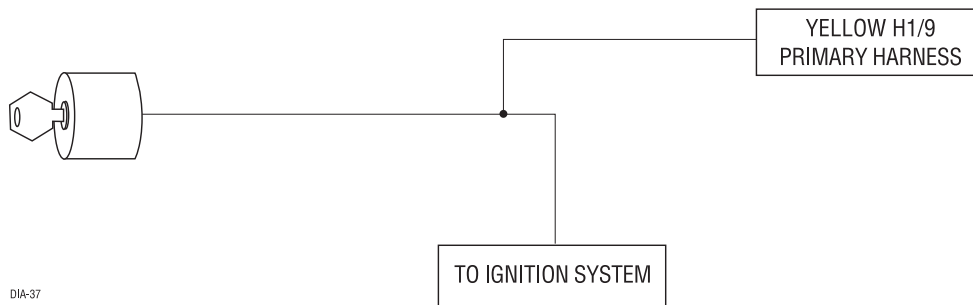 YELLOW H1/9
PRIMARY HARNESS
TO IGNITION SYSTEM
DIA-37